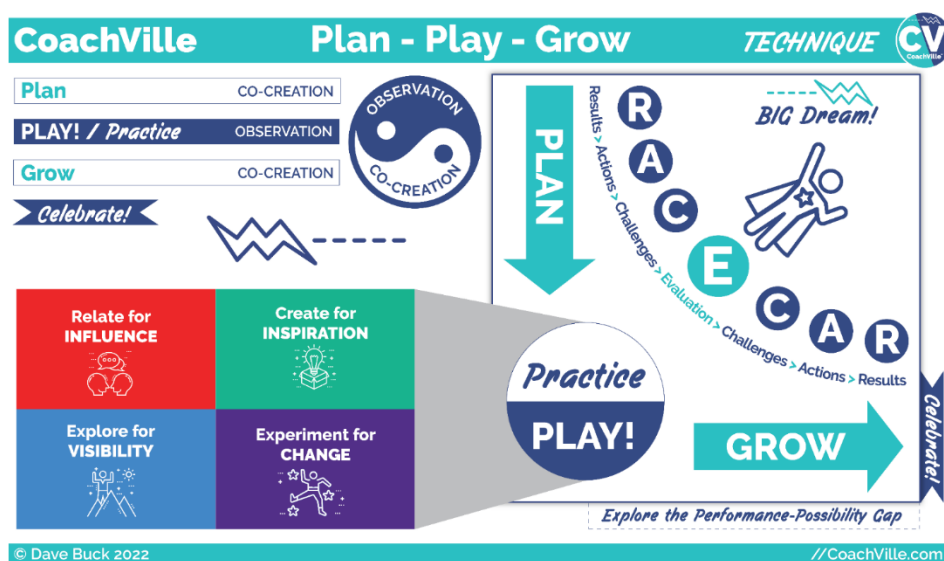 CoachVille
Plan - Play - Grow
TECHNIQUE
CV
CoachVille
Plan
CO-CREATION
PLAY! / Practice
OBSERVATION
Grow
CO-CREATION
Celebrate!
OBSERVATION
CO-CREATION
PLAN
R
A
C
E
C
A
R
Results > Actions > Challenges > Evaluation > Challenges > Actions > Results
BIG Dream!
Relate for
INFLUENCE
Create for
INSPIRATION
Explore for
VISIBILITY
Experiment for
CHANGE
Practice
PLAY!
GROW
Celebrate!
Explore the Performance-Possibility Gap
© Dave Buck 2022
//CoachVille.com